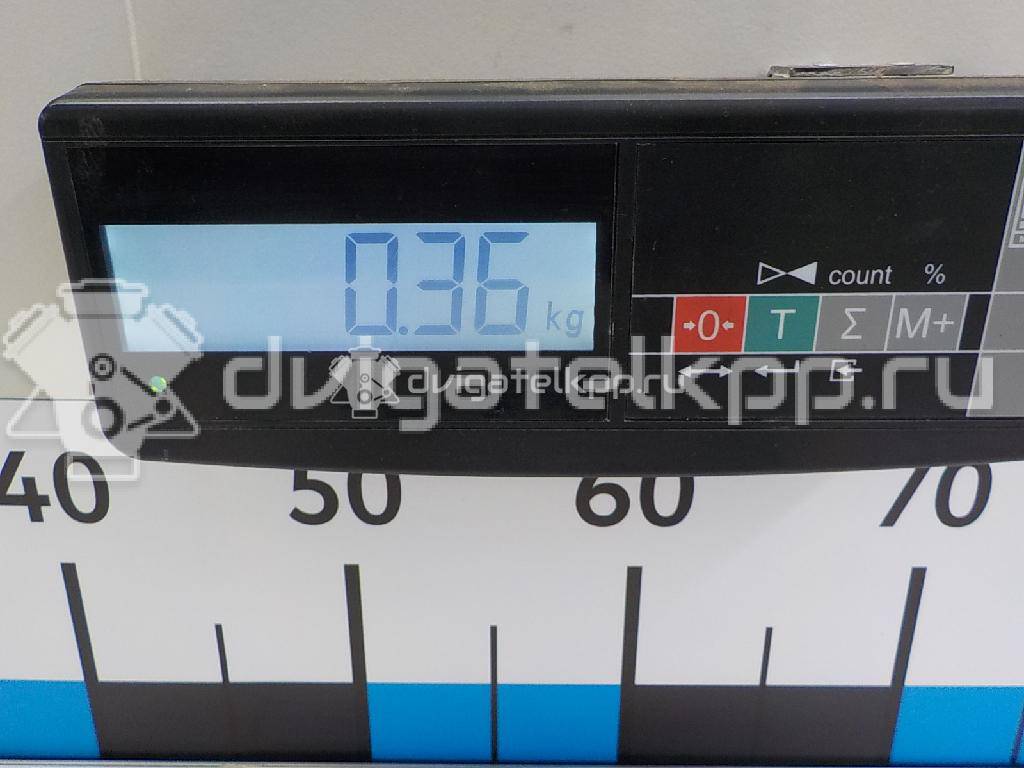 0.36 kg
count %
→0← T Σ M+
dvigatelkpp.ru
dvigatelkpp.ru
40 50 60 70